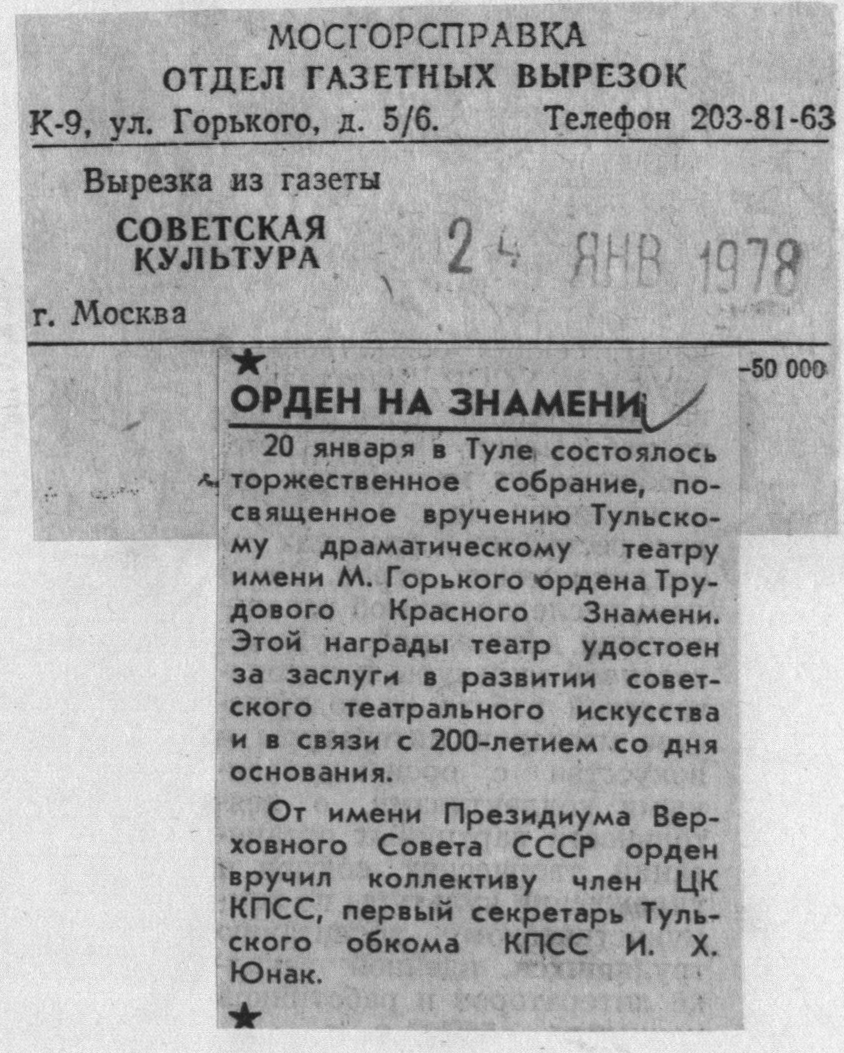 МОСГОРСПРАВКА
ОТДЕЛ ГАЗЕТНЫХ ВЫРЕЗОК
К-9, ул. Горького, д. 5/6. Телефон 203-81-63
Вырезка из газеты
СОВЕТСКАЯ
КУЛЬТУРА
24 ЯНВ 1978
г. Москва
-50 000
★
ОРДЕН НА ЗНАМЕНИ
20 января в Туле состоялось
торжественное собрание, по-
священное вручению Тульско-
му драматическому театру
имени М. Горького ордена Тру-
дового Красного Знамени.
Этой награды театр удостоен
за заслуги в развитии совет-
ского театрального искусства
и в связи с 200-летием со дня
основания.
От имени Президиума Вер-
ховного Совета СССР орден
вручил коллективу член ЦК
КПСС, первый секретарь Туль-
ского обкома КПСС И. Х.
Юнак.
★